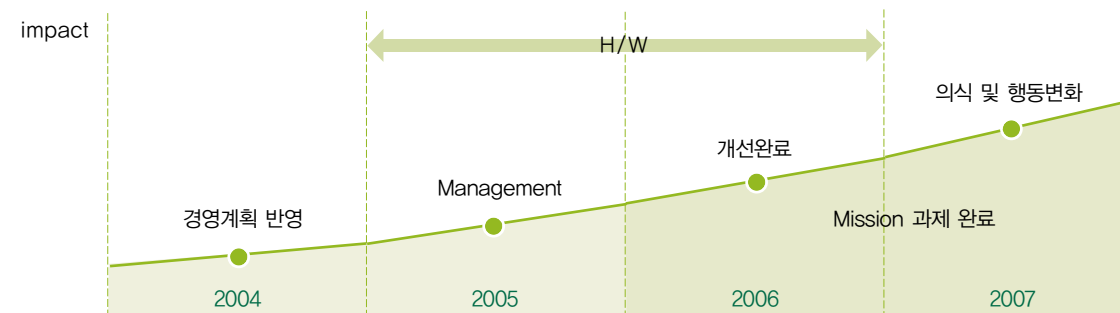 impact
H/W
의식 및 행동변화
개선완료
Management
경영계획 반영
Mission 과제 완료
2004
2005
2006
2007